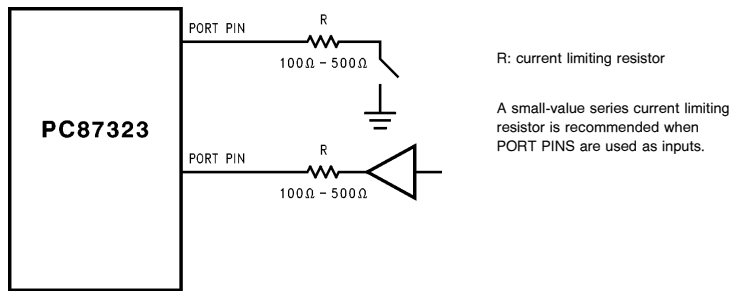 PORT PIN
R
100Ω – 500Ω
PC87323
PORT PIN
R
100Ω – 500Ω
R: current limiting resistor
A small-value series current limiting
resistor is recommended when
PORT PINS are used as inputs.